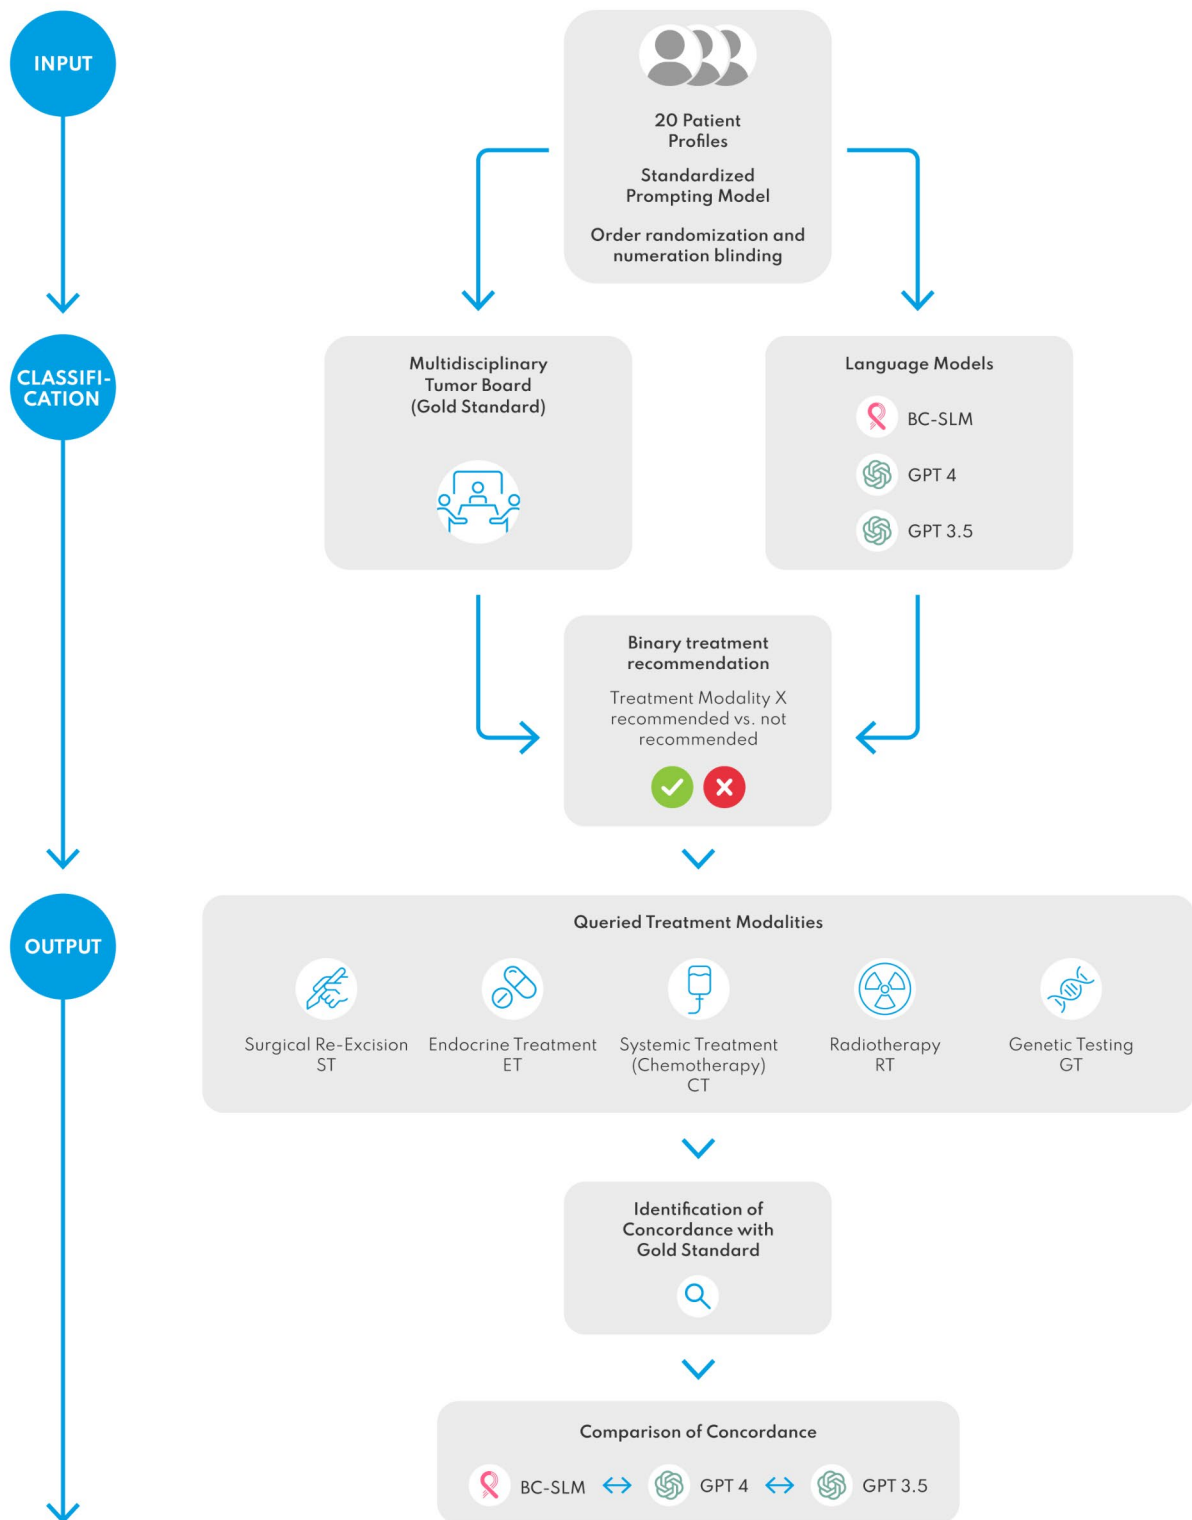 INPUT
20 Patient
Profiles
Standardized
Prompting Model
Order randomization and
numeration blinding
CLASSIFI-
CATION
Multidisciplinary
Tumor Board
(Gold Standard)
Language Models
BC-SLM
GPT 4
GPT 3.5
Binary treatment
recommendation
Treatment Modality X
recommended vs. not
recommended
OUTPUT
Queried Treatment Modalities
Surgical Re-Excision
ST
Endocrine Treatment
ET
Systemic Treatment
(Chemotherapy)
CT
Radiotherapy
RT
Genetic Testing
GT
Identification of
Concordance with
Gold Standard
Comparison of Concordance
BC-SLM
GPT 4
GPT 3.5